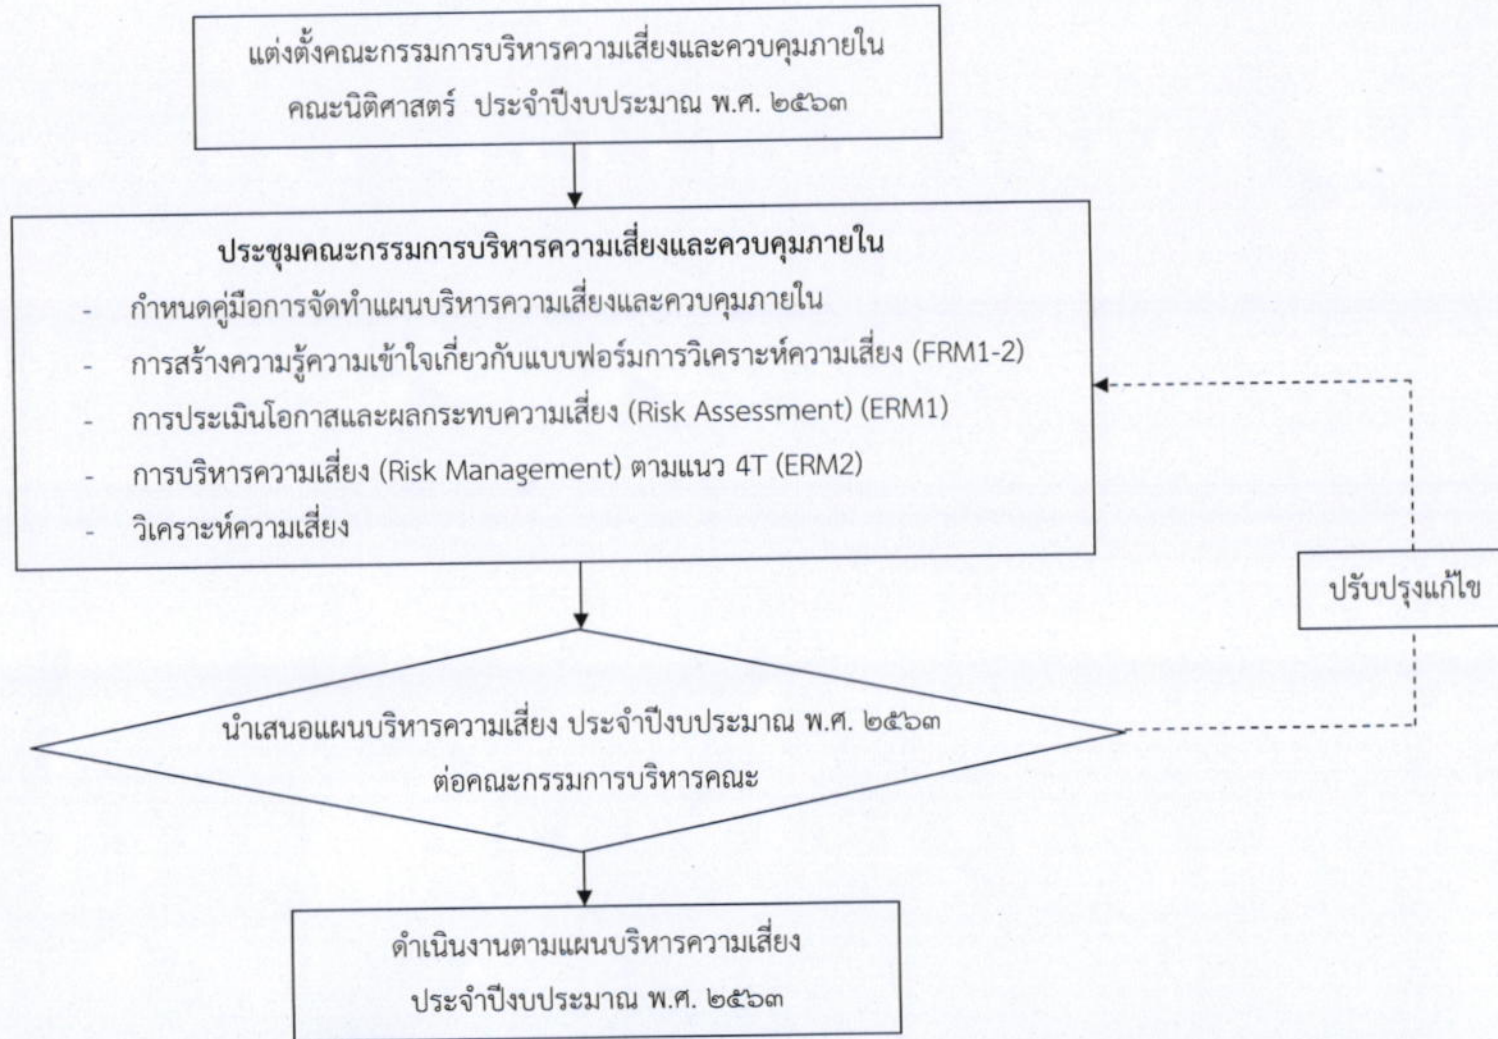 แต่งตั้งคณะกรรมการบริหารความเสี่ยงและควบคุมภายใน
คณะนิติศาสตร์ ประจำปีงบประมาณ พ.ศ. ๒๕๖๓
ประชุมคณะกรรมการบริหารความเสี่ยงและควบคุมภายใน
- กำหนดคู่มือการจัดทำแผนบริหารความเสี่ยงและควบคุมภายใน
- การสร้างความรู้ความเข้าใจเกี่ยวกับแบบฟอร์มการวิเคราะห์ความเสี่ยง (FRM1-2)
- การประเมินโอกาสและผลกระทบความเสี่ยง (Risk Assessment) (ERM1)
- การบริหารความเสี่ยง (Risk Management) ตามแนว 4T (ERM2)
- วิเคราะห์ความเสี่ยง
ปรับปรุงแก้ไข
นำเสนอแผนบริหารความเสี่ยง ประจำปีงบประมาณ พ.ศ. ๒๕๖๓
ต่อคณะกรรมการบริหารคณะ
ดำเนินงานตามแผนบริหารความเสี่ยง
ประจำปีงบประมาณ พ.ศ. ๒๕๖๓